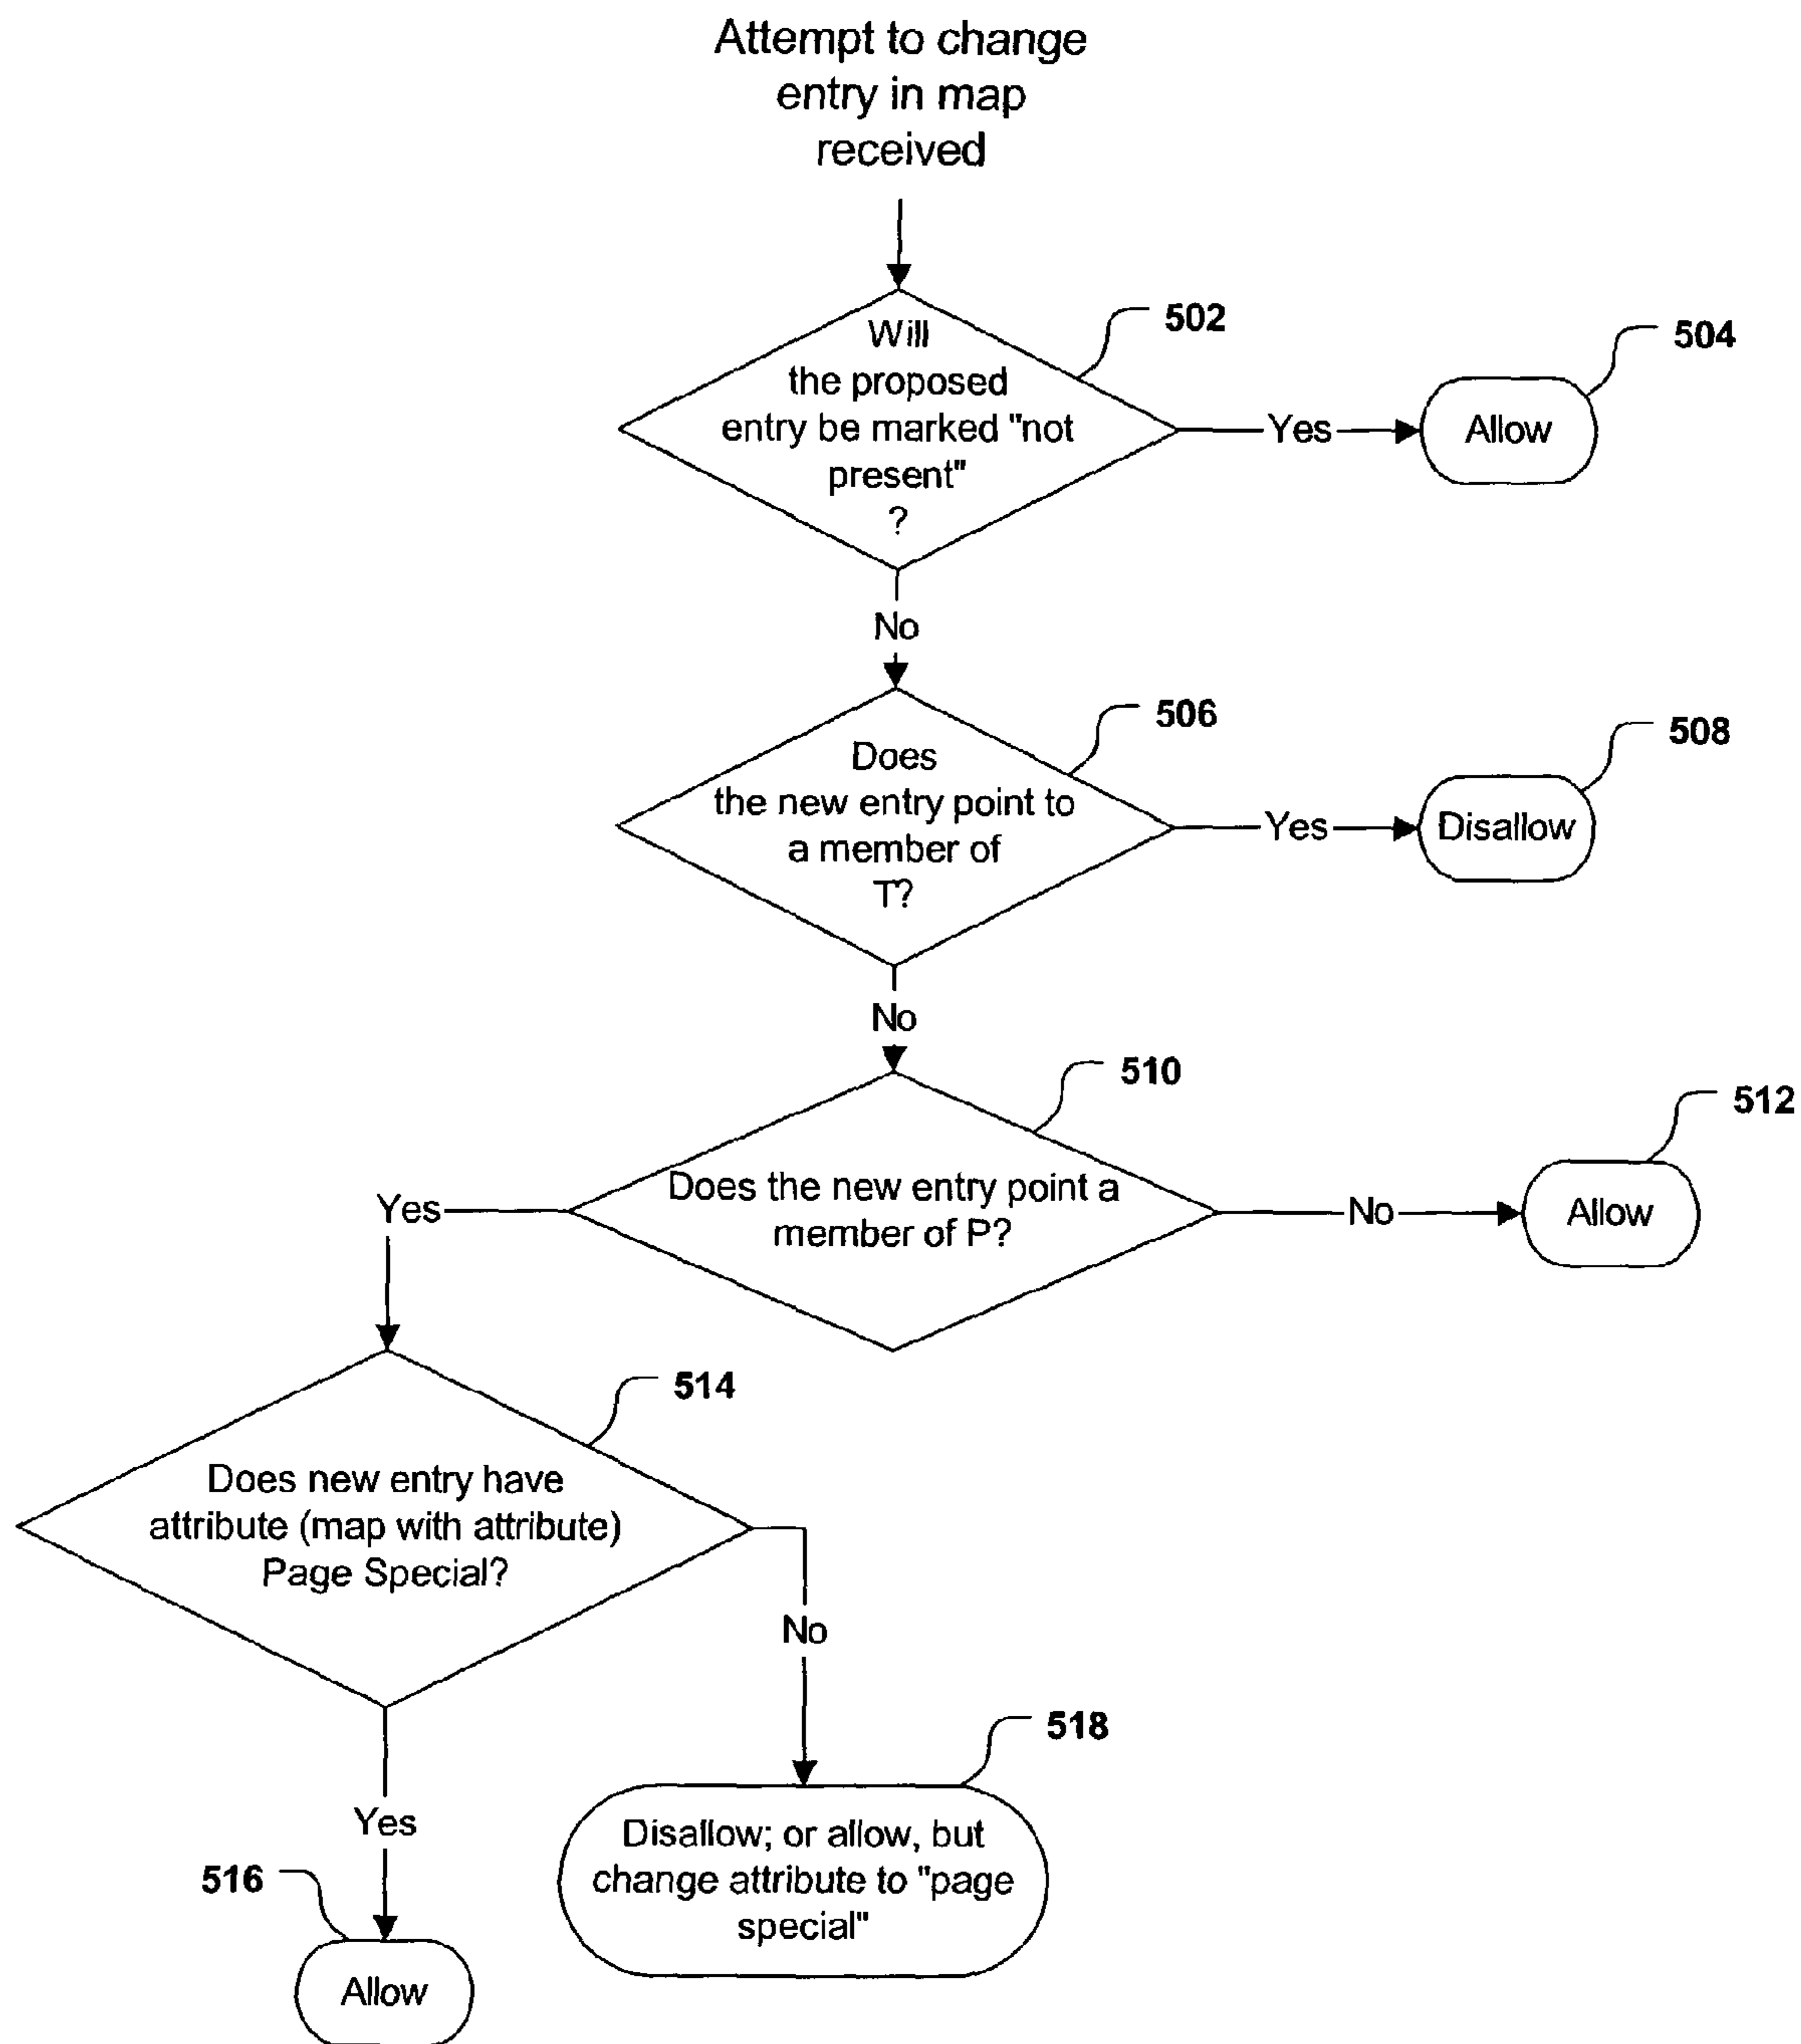 Attempt to change
entry in map
received
502
Will
the proposed
entry be marked "not
present"
?
Yes
504
Allow
No
506
Does
the new entry point to
a member of
T?
Yes
508
Disallow
No
510
Does the new entry point a
member of P?
No
512
Allow
Yes
514
Does new entry have
attribute (map with attribute)
Page Special?
No
518
Disallow; or allow, but
change attribute to "page
special"
Yes
516
Allow